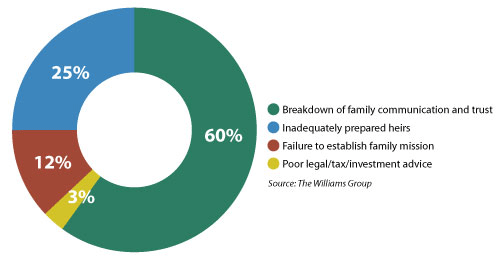 25%
60%
12%
3%
Breakdown of family communication and trust
Inadequately prepared heirs
Failure to establish family mission
Poor legal/tax/investment advice
Source: The Williams Group